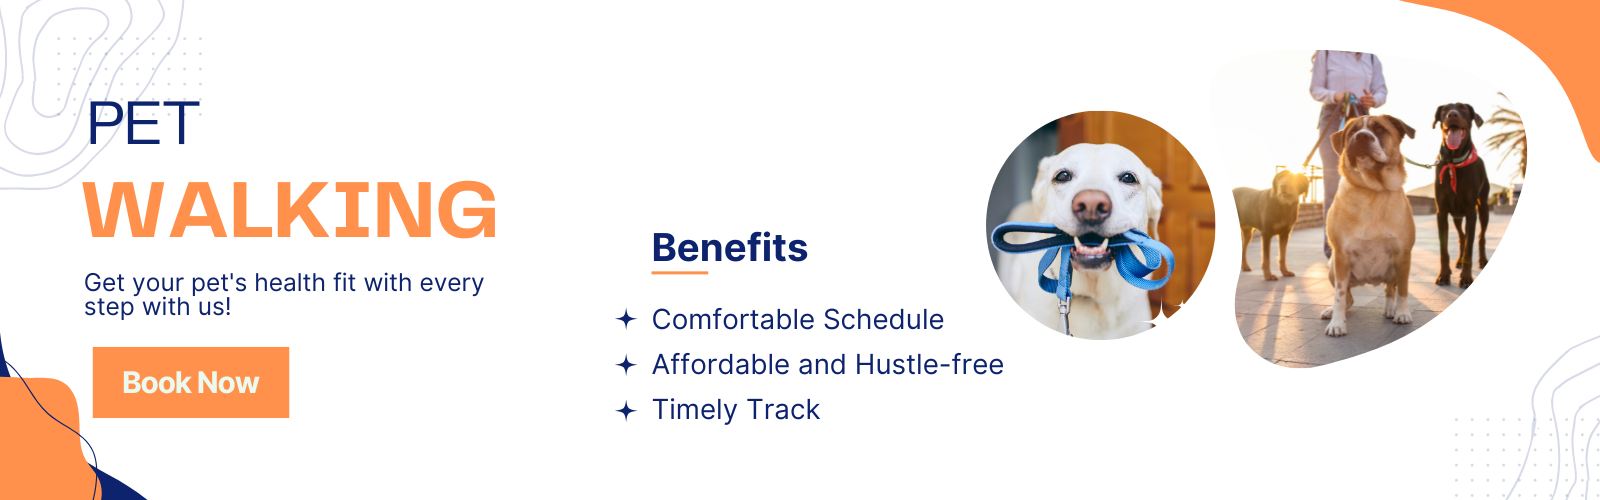 PET
WALKING
Get your pet's health fit with every
step with us!
Book Now
Benefits
Comfortable Schedule
Affordable and Hustle-free
Timely Track